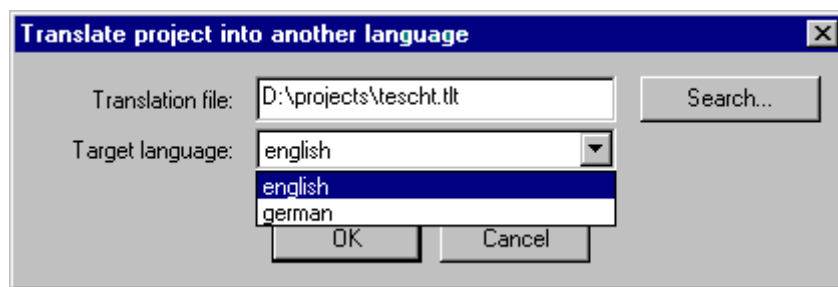 Translate project into another language
Translation file: D:\projects\tescht.tlt Search...
Target language: english
english
german
OK Cancel